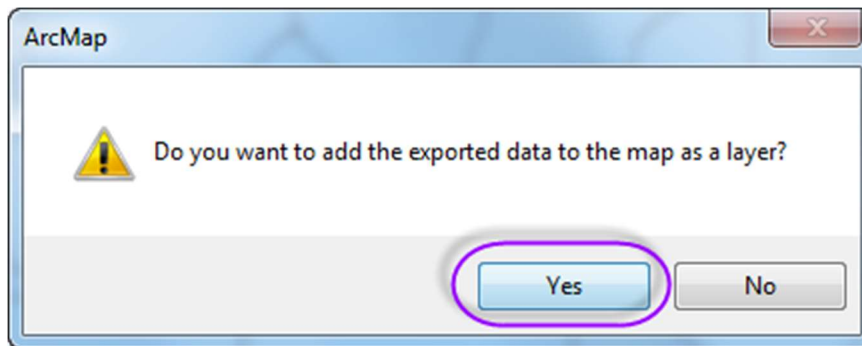 ArcMap
Do you want to add the exported data to the map as a layer?
Yes
No